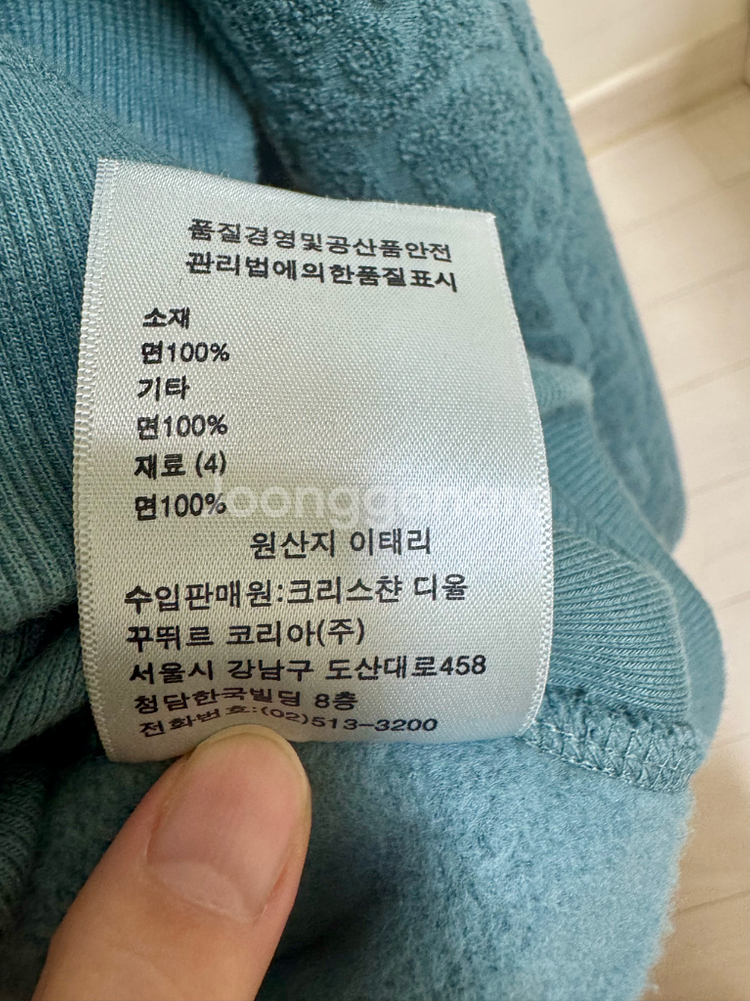 품질경영및공산품안전
관리법에의한품질표시
소재
면100%
기타
면100%
재료 (4)
면100%
원산지 이태리
수입판매원:크리스챤 디올
꾸뛰르 코리아(주)
서울시 강남구 도산대로458
청담한국빌딩 8층
전화번호:(02)513-3200